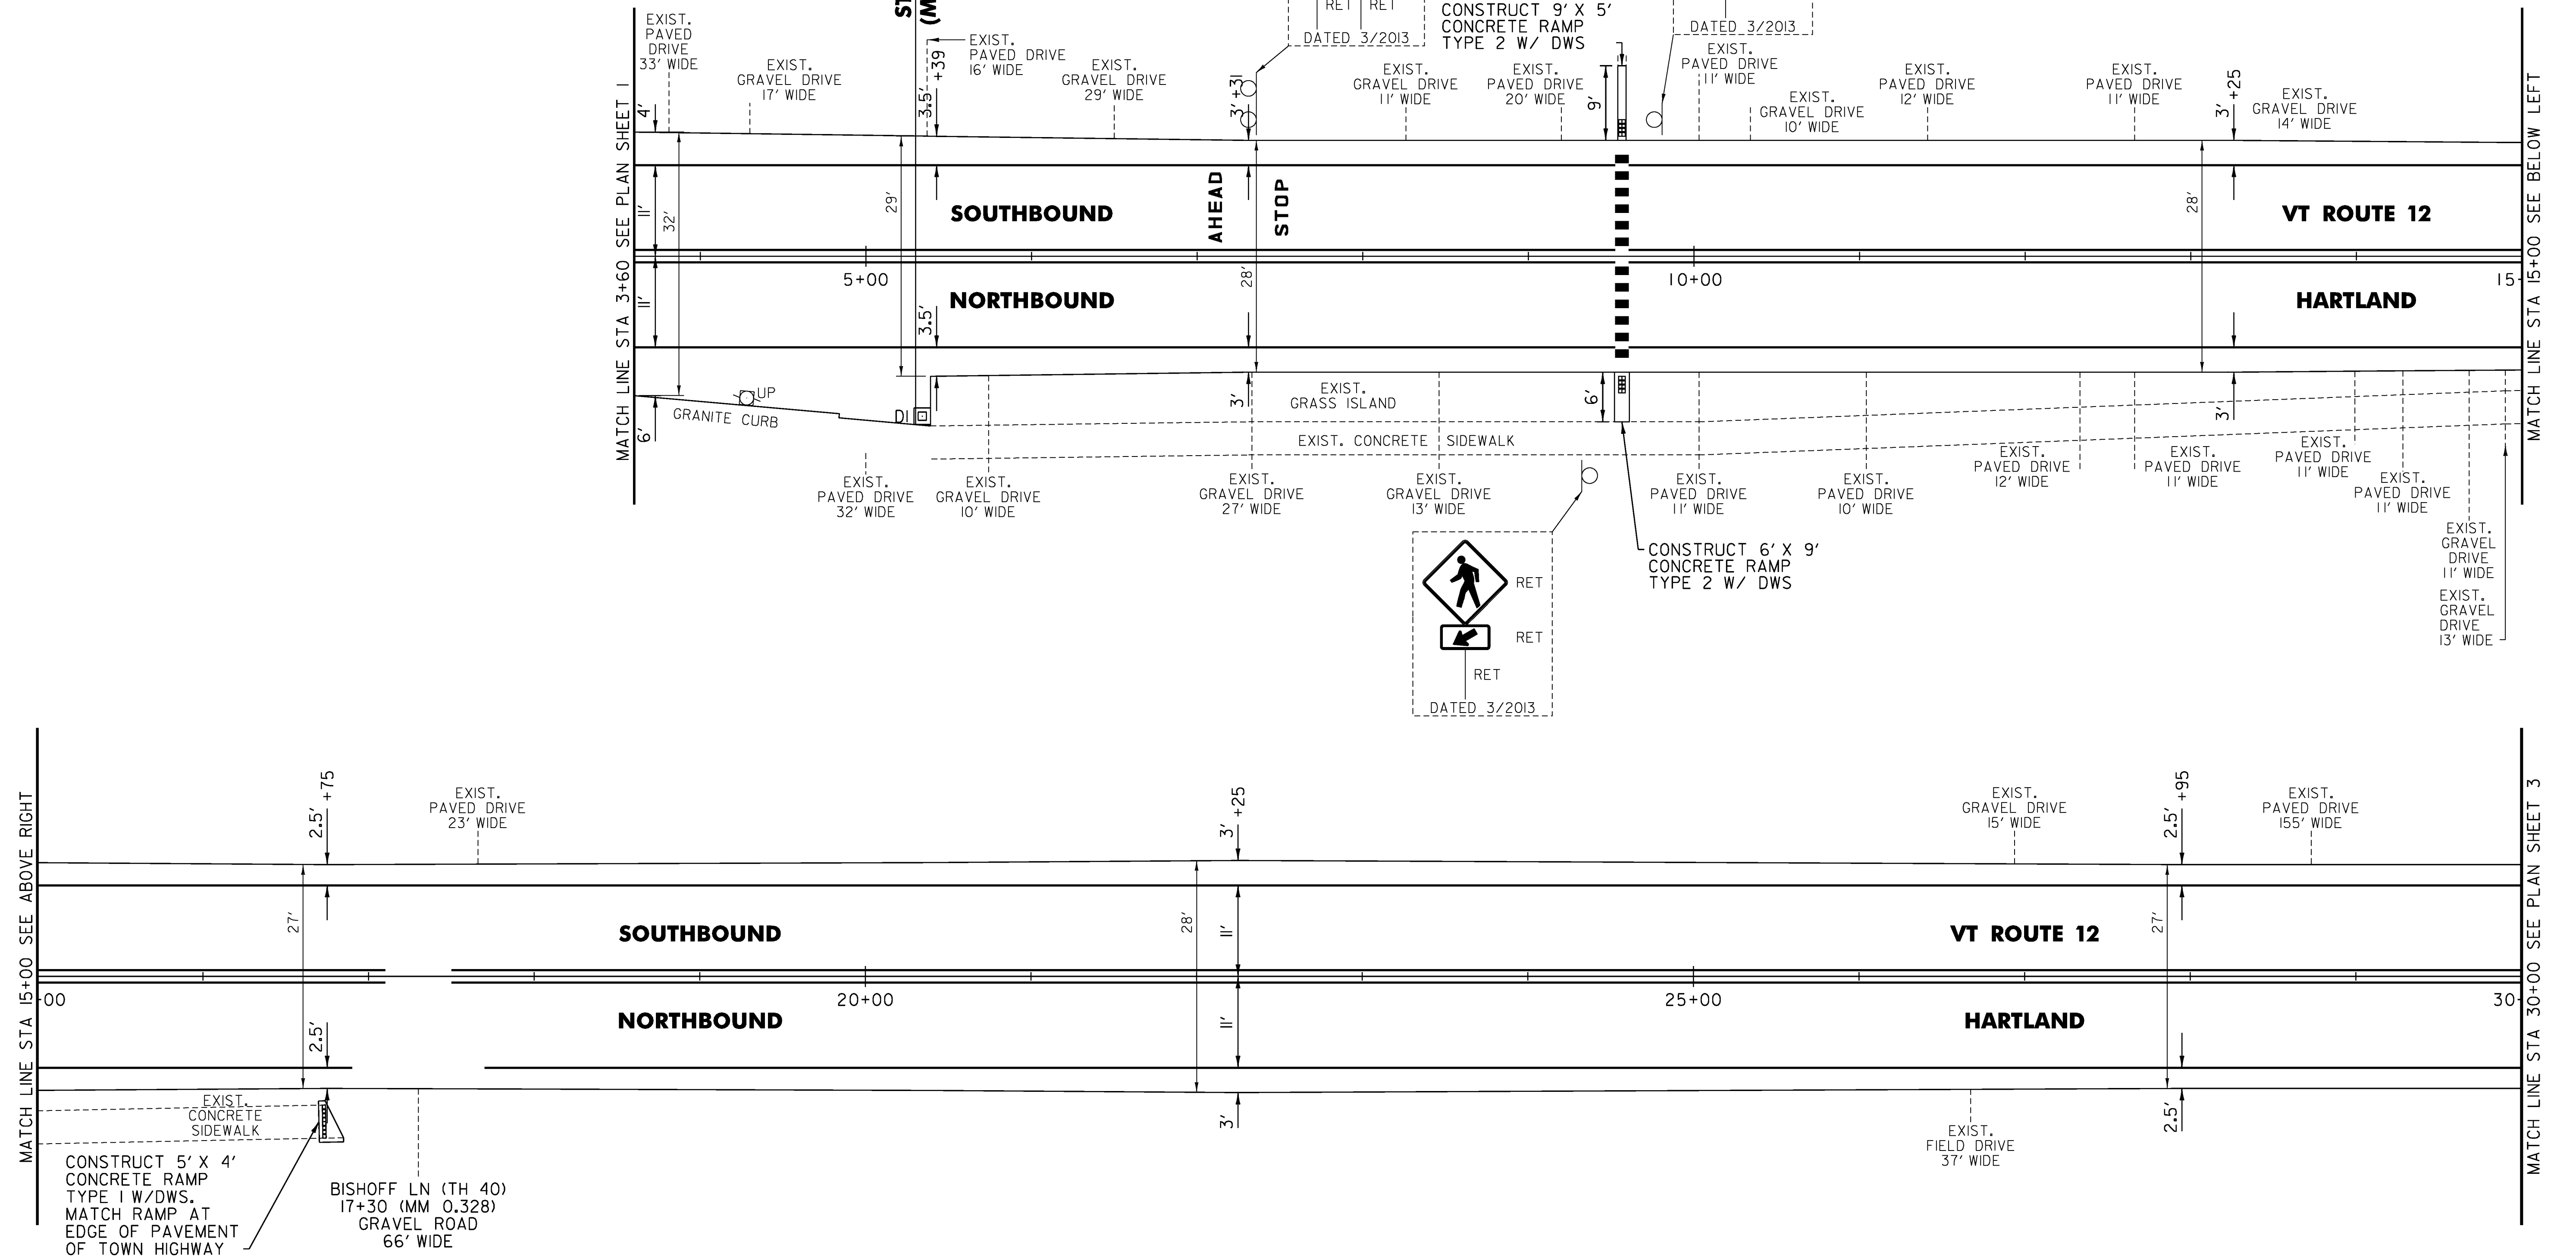 EXIST.
PAVED
DRIVE
33' WIDE
EXIST.
GRAVEL DRIVE
17' WIDE
EXIST.
PAVED DRIVE
16' WIDE
EXIST.
GRAVEL DRIVE
29' WIDE
RET
RET
DATED 3/2013
CONSTRUCT 9' X 5'
CONCRETE RAMP
TYPE 2 W/ DWS
DATED 3/2013
EXIST.
GRAVEL DRIVE
11' WIDE
EXIST.
PAVED DRIVE
20' WIDE
EXIST.
PAVED DRIVE
11' WIDE
EXIST.
GRAVEL DRIVE
10' WIDE
EXIST.
PAVED DRIVE
12' WIDE
EXIST.
PAVED DRIVE
11' WIDE
EXIST.
GRAVEL DRIVE
14' WIDE
4'
3.5'
+39
3' +31
9'
3' +25
MATCH LINE STA 3+60 SEE PLAN SHEET 1
11'
32'
29'
SOUTHBOUND
AHEAD
STOP
28'
VT ROUTE 12
5+00
10+00
15
11'
3.5'
NORTHBOUND
28'
HARTLAND
MATCH LINE STA 15+00 SEE BELOW LEFT
6'
UP
GRANITE CURB
DI
3'
EXIST.
GRASS ISLAND
6'
3'
EXIST. CONCRETE SIDEWALK
EXIST.
PAVED DRIVE
32' WIDE
EXIST.
GRAVEL DRIVE
10' WIDE
EXIST.
GRAVEL DRIVE
27' WIDE
EXIST.
GRAVEL DRIVE
13' WIDE
EXIST.
PAVED DRIVE
11' WIDE
EXIST.
PAVED DRIVE
10' WIDE
EXIST.
PAVED DRIVE
12' WIDE
EXIST.
PAVED DRIVE
11' WIDE
EXIST.
PAVED DRIVE
11' WIDE
EXIST.
PAVED DRIVE
11' WIDE
EXIST.
GRAVEL
DRIVE
11' WIDE
EXIST.
GRAVEL
DRIVE
13' WIDE
RET
RET
RET
DATED 3/2013
CONSTRUCT 6' X 9'
CONCRETE RAMP
TYPE 2 W/ DWS
MATCH LINE STA 15+00 SEE ABOVE RIGHT
2.5' +75
EXIST.
PAVED DRIVE
23' WIDE
3' +25
EXIST.
GRAVEL DRIVE
15' WIDE
2.5' +95
EXIST.
PAVED DRIVE
155' WIDE
27'
SOUTHBOUND
28'
11'
VT ROUTE 12
27'
00
20+00
25+00
30
2.5'
NORTHBOUND
11'
HARTLAND
MATCH LINE STA 30+00 SEE PLAN SHEET 3
EXIST.
CONCRETE
SIDEWALK
3'
2.5'
EXIST.
FIELD DRIVE
37' WIDE
CONSTRUCT 5' X 4'
CONCRETE RAMP
TYPE 1 W/DWS.
MATCH RAMP AT
EDGE OF PAVEMENT
OF TOWN HIGHWAY
BISHOFF LN (TH 40)
17+30 (MM 0.328)
GRAVEL ROAD
66' WIDE